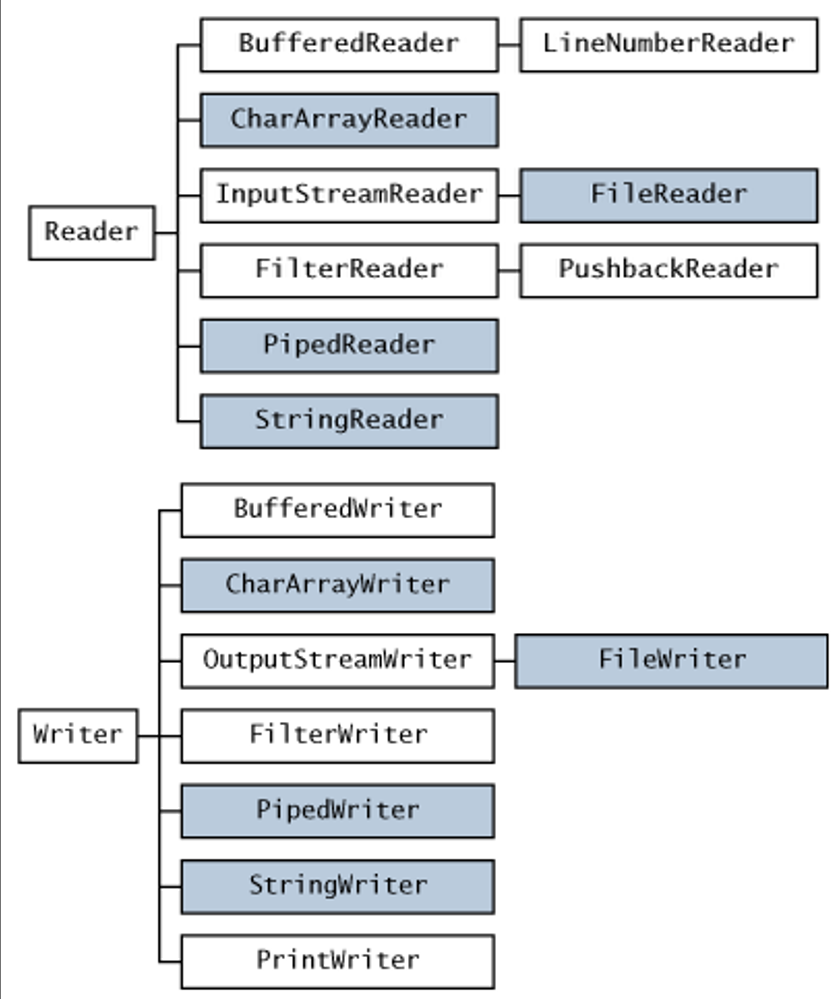 BufferedReader
LineNumberReader
CharArrayReader
InputStreamReader
FileReader
Reader
FilterReader
PushbackReader
PipedReader
StringReader
BufferedWriter
CharArrayWriter
OutputStreamWriter
FileWriter
Writer
FilterWriter
PipedWriter
StringWriter
PrintWriter